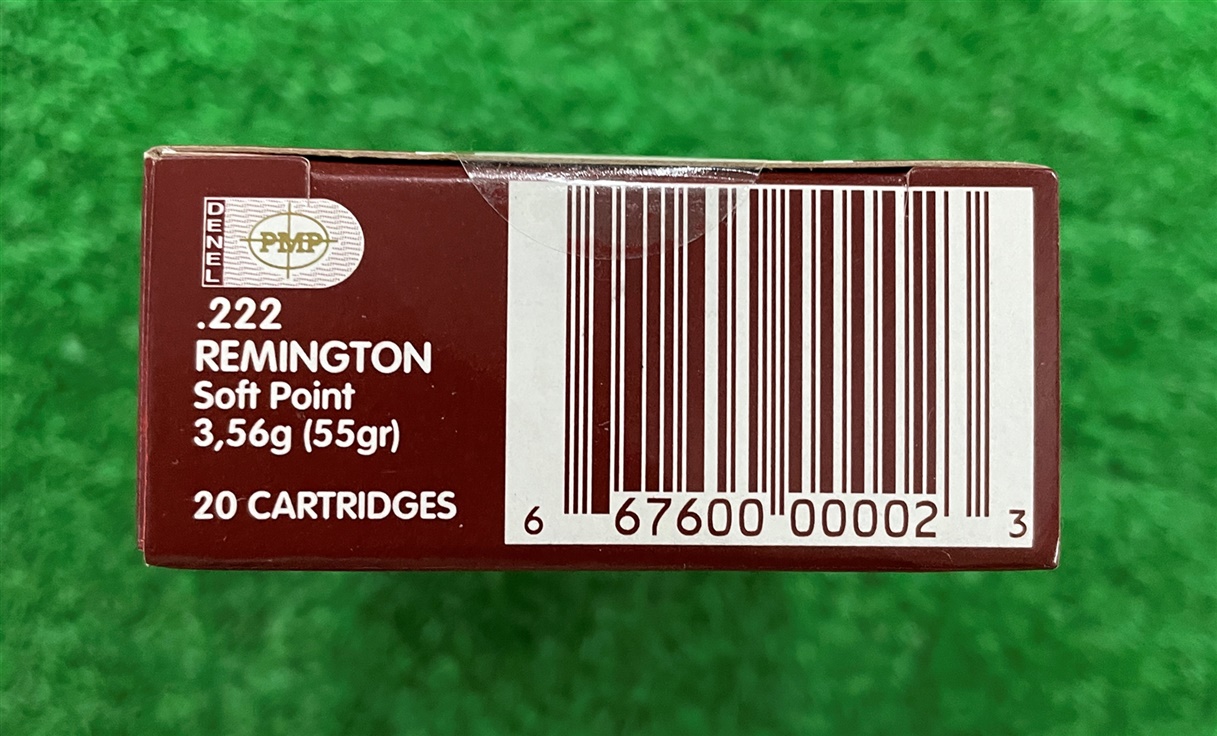 DENEL
PMP
.222
REMINGTON
Soft Point
3,56g (55gr)
20 CARTRIDGES
6 67600 00002 3